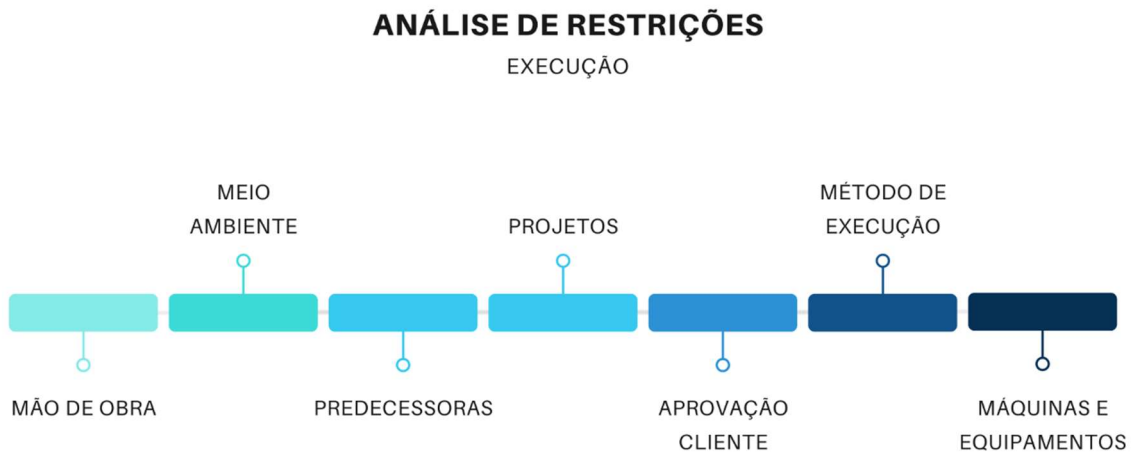 ANÁLISE DE RESTRIÇÕES
EXECUÇÃO
MEIO
AMBIENTE
PROJETOS
MÉTODO DE
EXECUÇÃO
MÃO DE OBRA
PREDECESSORAS
APROVAÇÃO
CLIENTE
MÁQUINAS E
EQUIPAMENTOS